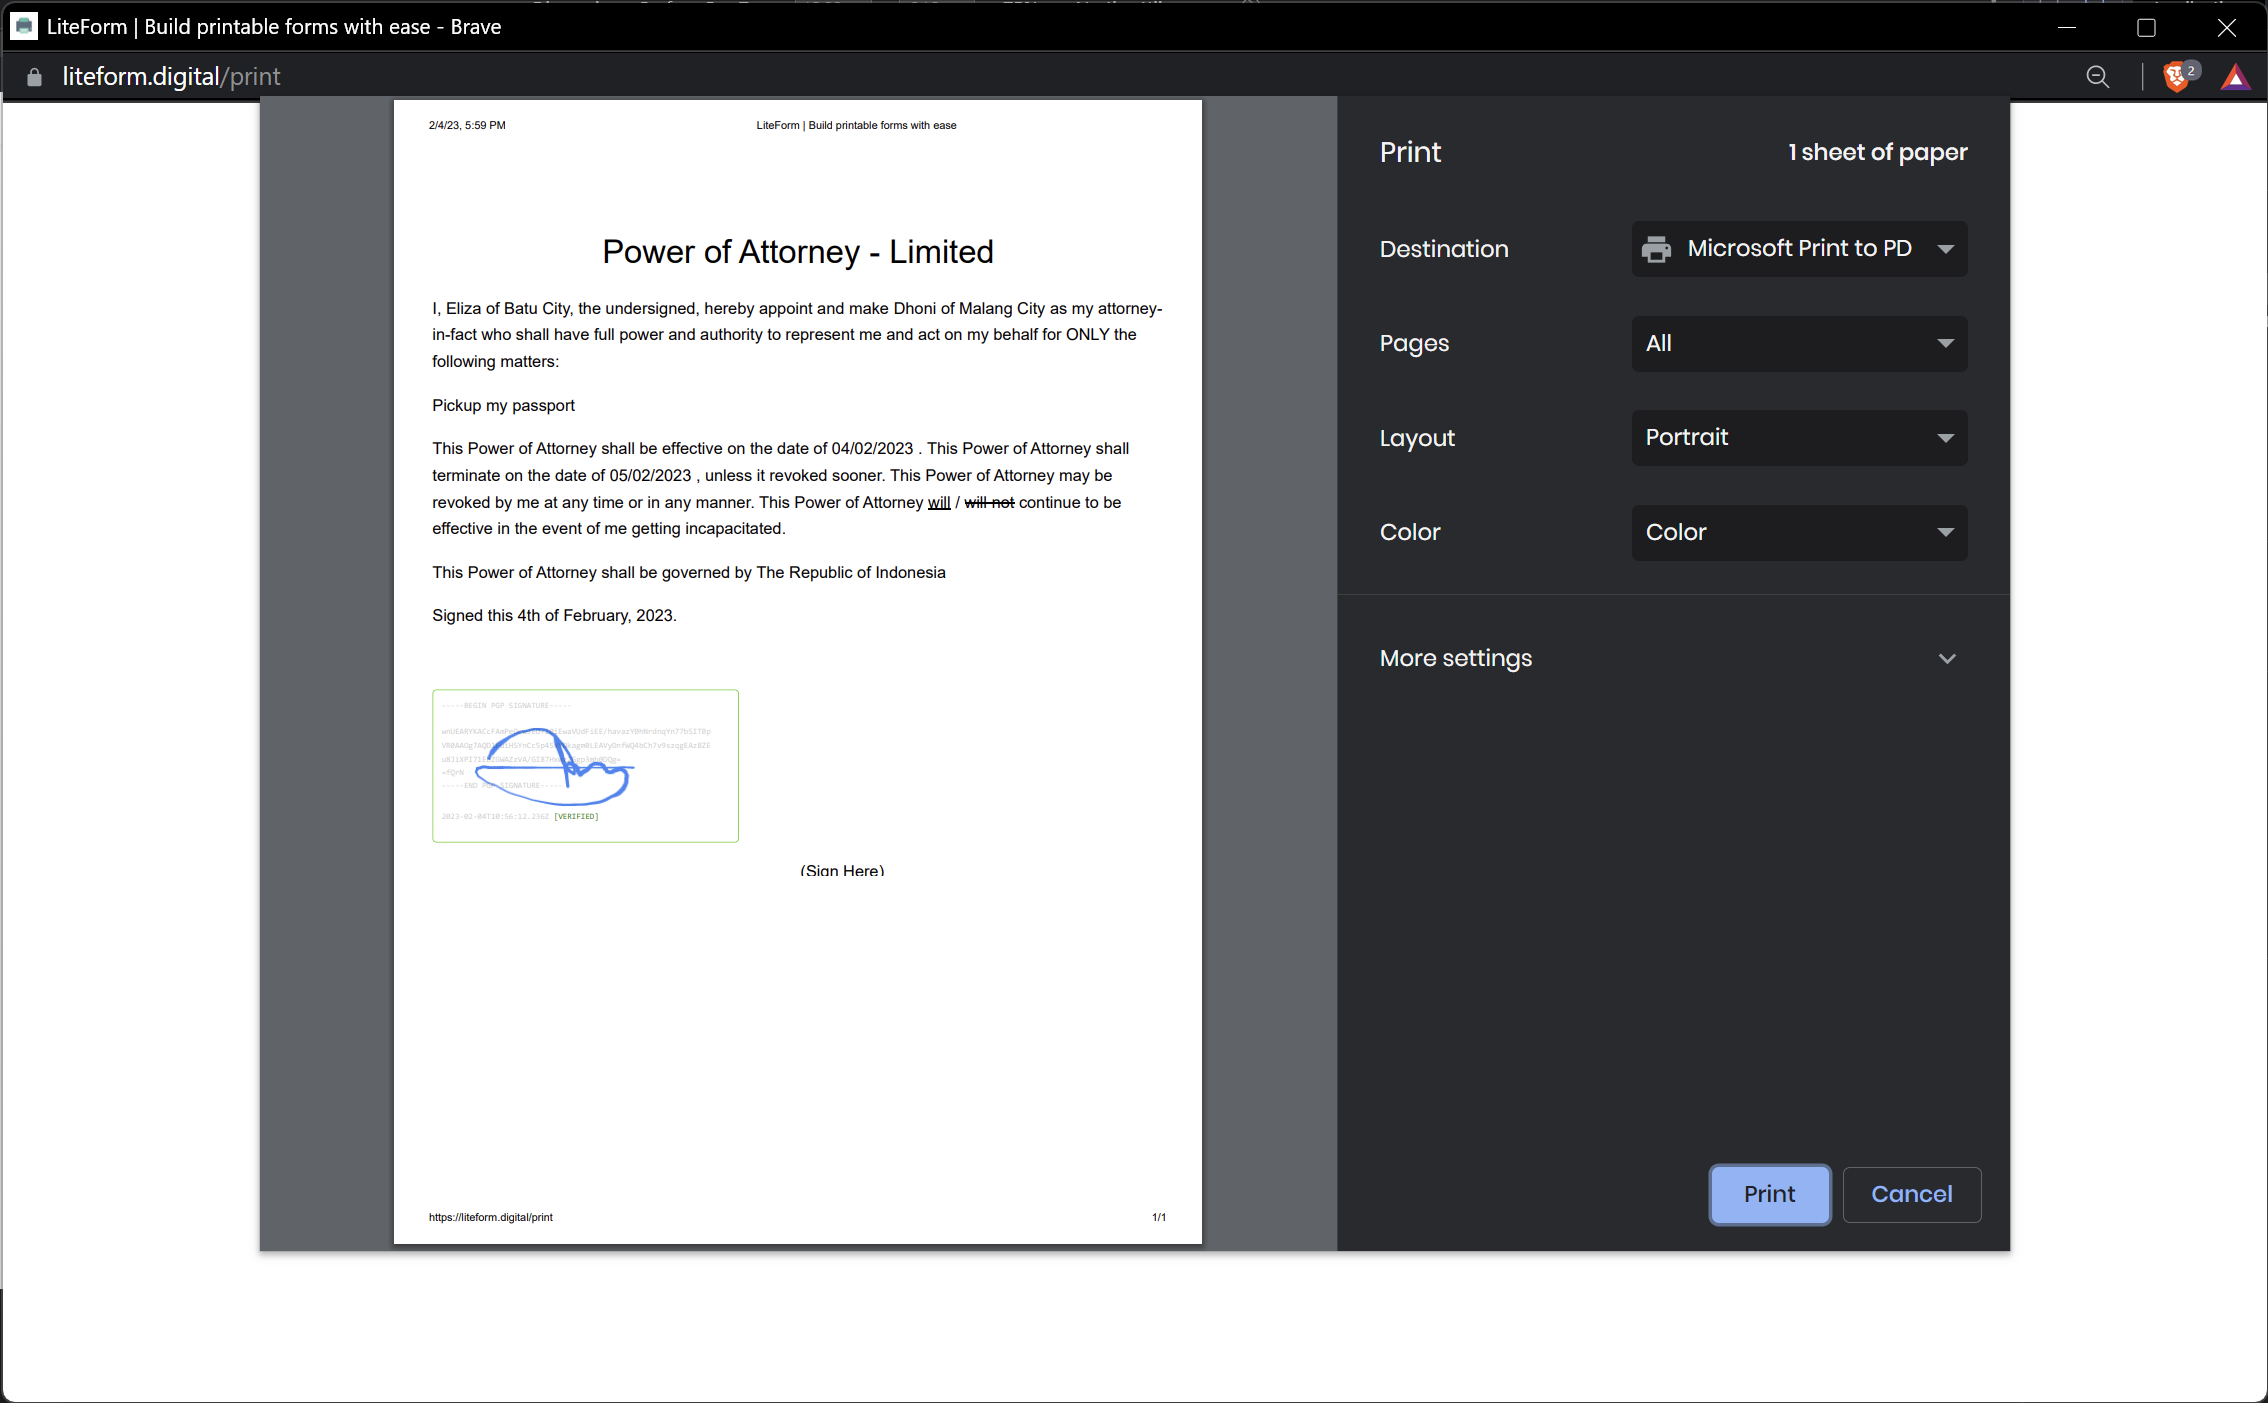 LiteForm | Build printable forms with ease - Brave
liteform.digital/print
2
2/4/23, 5:59 PM
LiteForm | Build printable forms with ease
Power of Attorney - Limited
I, Eliza of Batu City, the undersigned, hereby appoint and make Dhoni of Malang City as my attorney-
in-fact who shall have full power and authority to represent me and act on my behalf for ONLY the
following matters:
Pickup my passport
This Power of Attorney shall be effective on the date of 04/02/2023 . This Power of Attorney shall
terminate on the date of 05/02/2023 , unless it revoked sooner. This Power of Attorney may be
revoked by me at any time or in any manner. This Power of Attorney will / will not continue to be
effective in the event of me getting incapacitated.
This Power of Attorney shall be governed by The Republic of Indonesia
Signed this 4th of February, 2023.
-----BEGIN PGP SIGNATURE-----
-----END PGP SIGNATURE-----
2023-02-04T10:56:12.236Z [VERIFIED]
(Sign Here)
https://liteform.digital/print
1/1
Print
1 sheet of paper
Destination
Microsoft Print to PD
Pages
All
Layout
Portrait
Color
Color
More settings
Print
Cancel